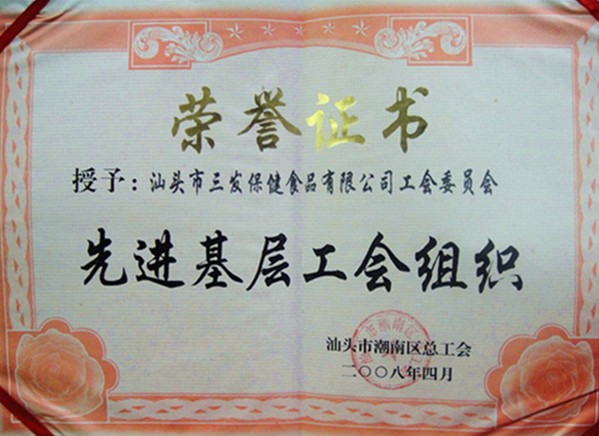 荣誉证书
授予：汕头市三发保健食品有限公司工会委员会
先进基层工会组织
汕头市潮南区总工会
二〇〇八年四月